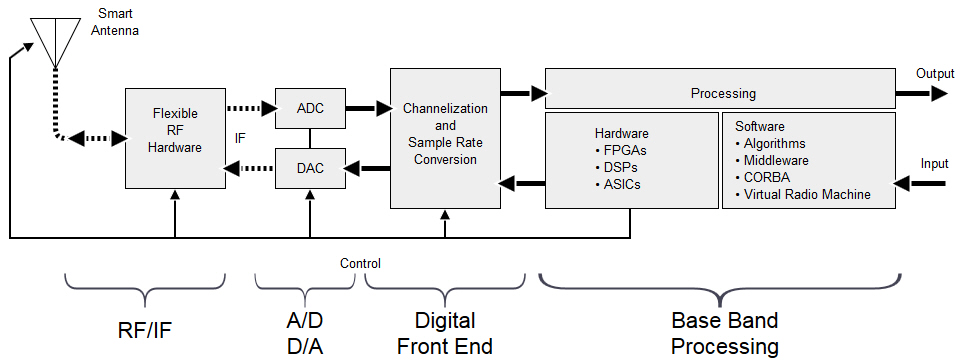 Smart
Antenna
Flexible
RF
Hardware
IF
ADC
DAC
Channelization
and
Sample Rate
Conversion
Processing
Hardware
• FPGAs
• DSPs
• ASICs
Software
• Algorithms
• Middleware
• CORBA
• Virtual Radio Machine
Output
Input
Control
RF/IF
A/D
D/A
Digital
Front End
Base Band
Processing